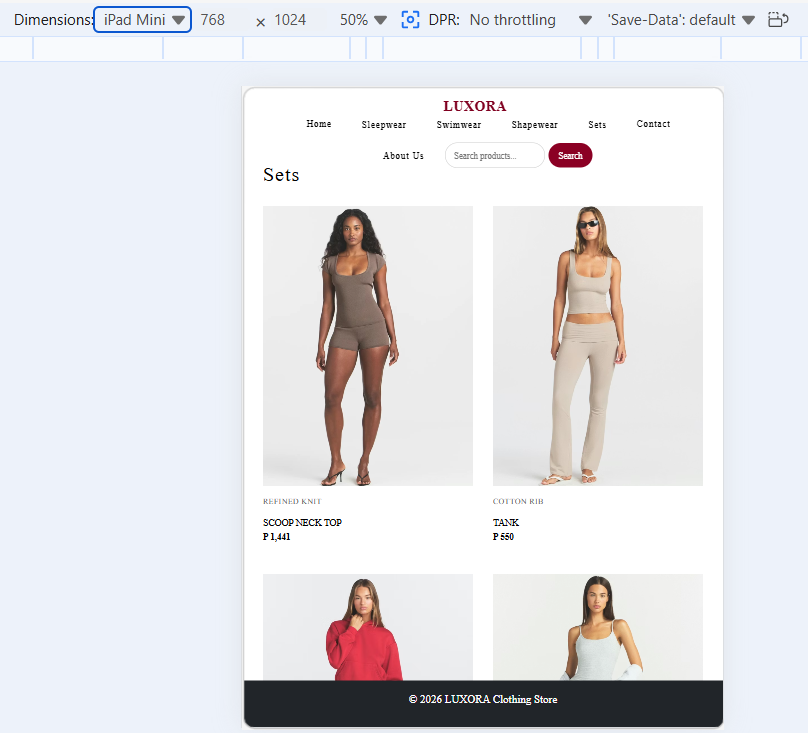 Dimensions: iPad Mini 768 × 1024 50% DPR: No throttling 'Save-Data': default
LUXORA
Home Sleepwear Swimwear Shapewear Sets Contact
About Us Search products... Search
Sets
REFINED KNIT
SCOOP NECK TOP
P 1,441
COTTON RIB
TANK
P 550
© 2026 LUXORA Clothing Store